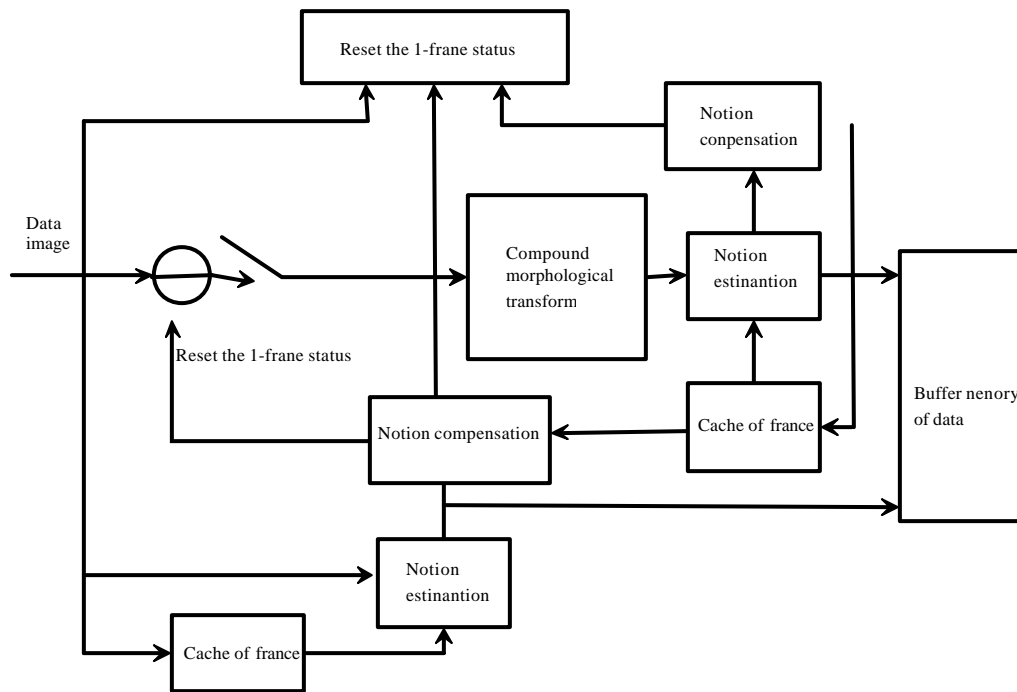 Reset the 1-frane status
Notion
conpensation
Data
image
Compound
morphological
transform
Notion
estinantion
Reset the 1-frane status
Buffer nenory
of data
Notion compensation
Cache of france
Notion
estinantion
Cache of france